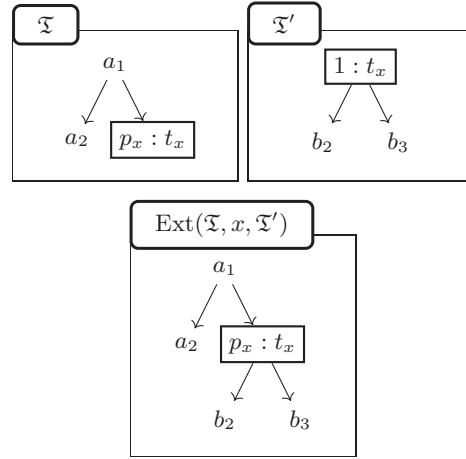 𝔗
a₁
a₂ pₓ : tₓ
𝔗′
1 : tₓ
b₂ b₃
Ext(𝔗, x, 𝔗′)
a₁
a₂ pₓ : tₓ
b₂ b₃